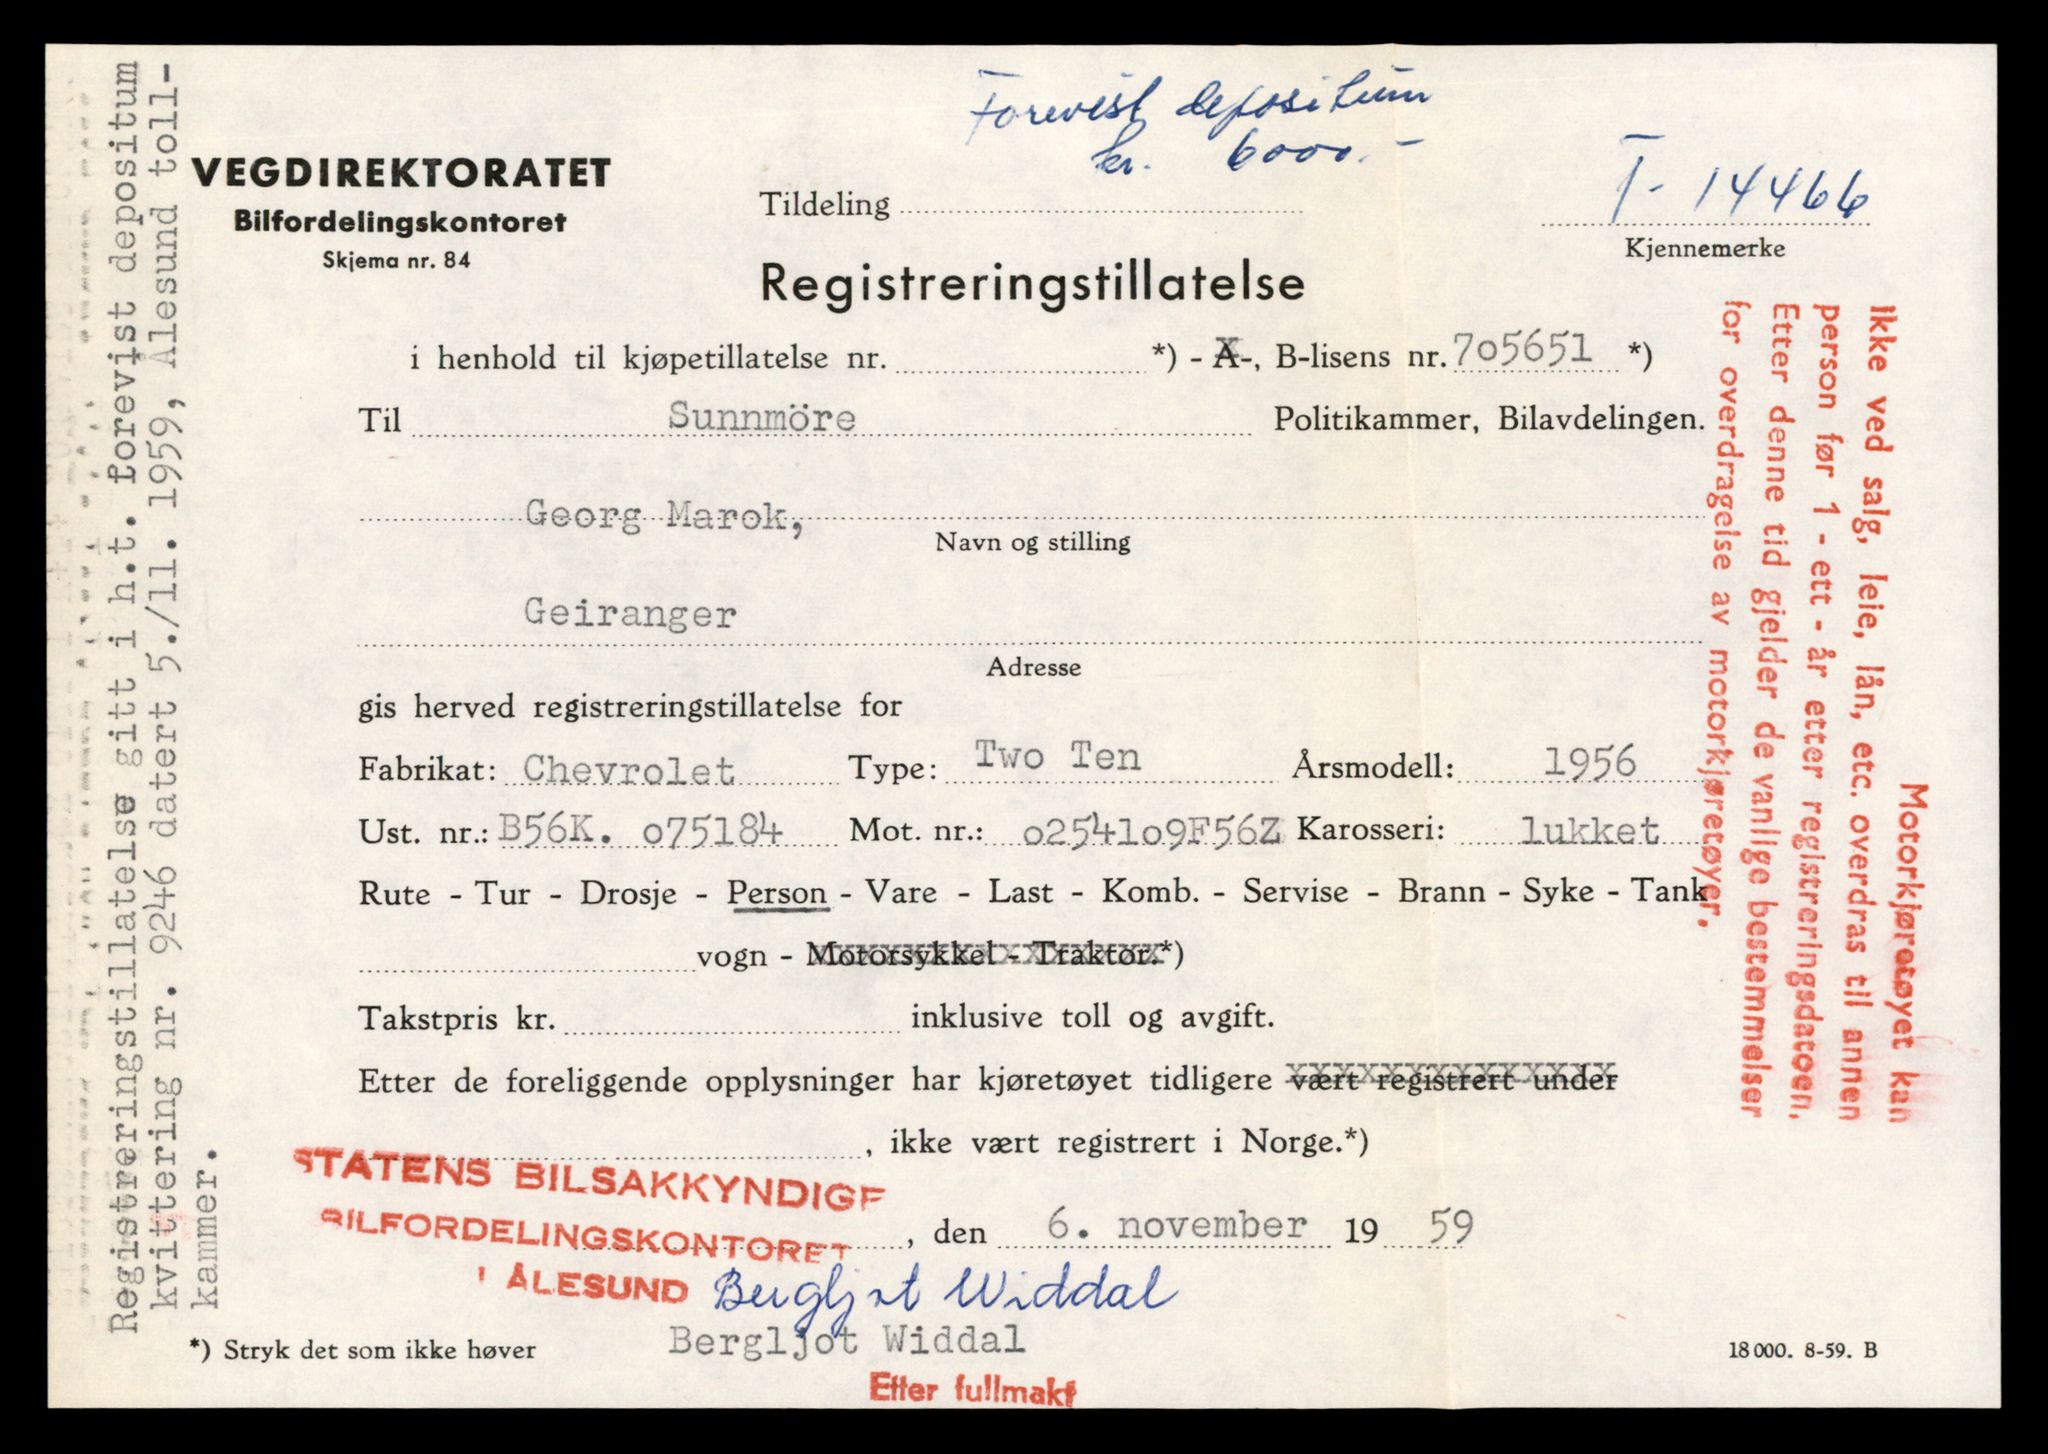 Forevist depositum
kr. 6000.-
VEGDIREKTORATET
Bilfordelingskontoret
Skjema nr. 84
Tildeling
T- 14466
Kjennemerke
Registreringstillatelse
i henhold til kjøpetillatelse nr. *) - A-, B-lisens nr. 705651 *)
Til Sunnmöre Politikammer, Bilavdelingen.
Georg Marok,
Navn og stilling
Geiranger
Adresse
gis herved registreringstillatelse for
Fabrikat: Chevrolet Type: Two Ten Årsmodell: 1956
Ust. nr.: B56K. o75184 Mot. nr.: o2541o9F56Z Karosseri: lukket
Rute - Tur - Drosje - Person - Vare - Last - Komb. - Servise - Brann - Syke - Tank
vogn - Motorsykkel - Traktor.*)
Takstpris kr. inklusive toll og avgift.
Etter de foreliggende opplysninger har kjøretøyet tidligere vært registrert under
, ikke vært registrert i Norge.*)
STATENS BILSAKKYNDIGE
BILFORDELINGSKONTORET
I ÅLESUND
, den 6. november 19 59
Bergljot Widdal
Bergljot Widdal
Efter fullmakt
*) Stryk det som ikke høver
18000. 8-59. B
Registreringstillatelse gitt i h.t. forevist depositum
kvittering nr. 9246 datert 5./11. 1959, Ålesund toll-
kammer.
Motorkjøretøyet kan
ikke ved salg, leie, lån, etc. overdras til annen
person før 1 - ett - år etter registreringsdatoen.
Etter denne tid gjelder de vanlige bestemmelser
for overdragelse av motorkjøretøyer.